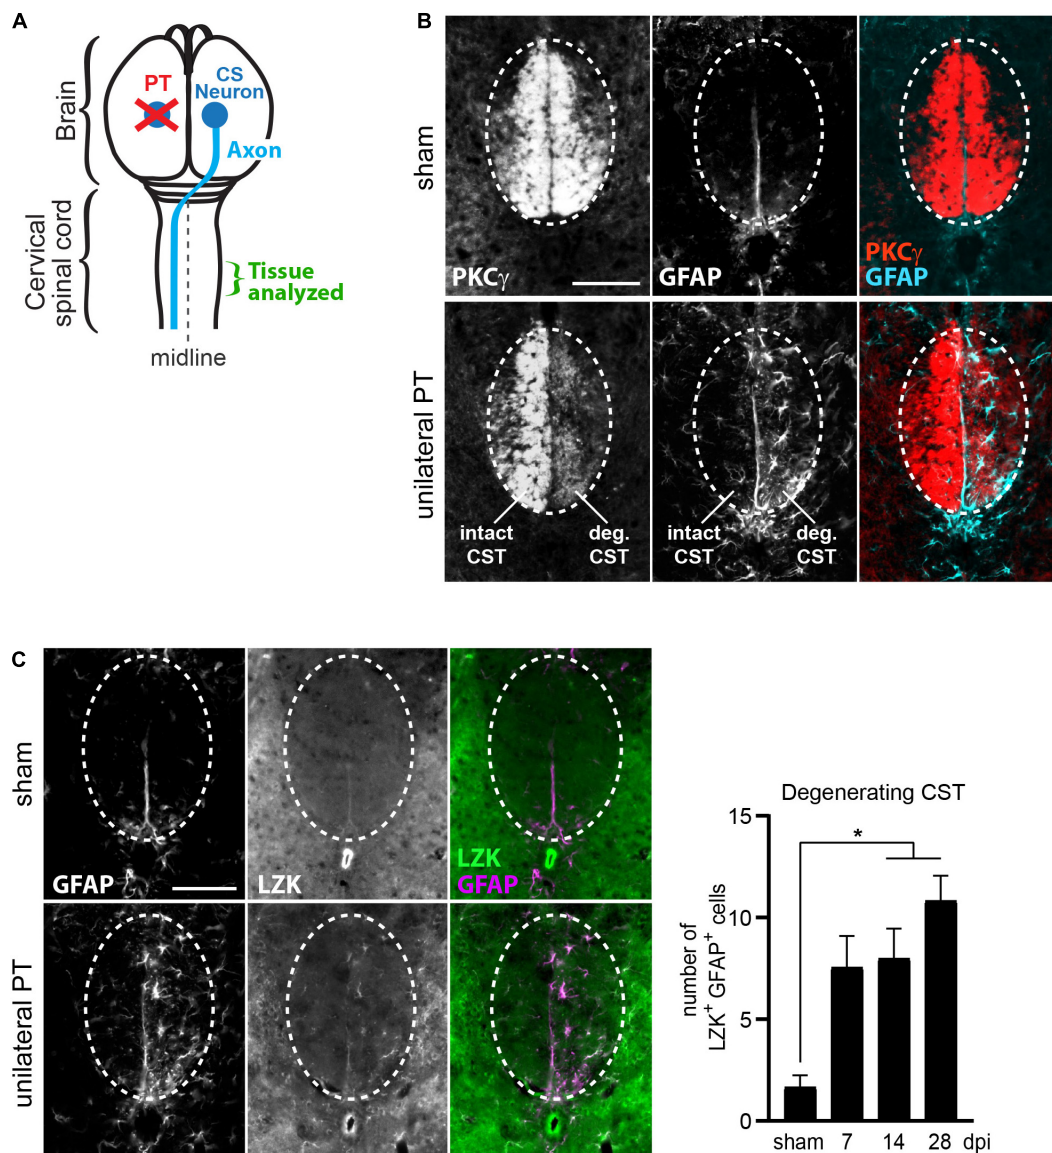 A
Brain
PT
CS
Neuron
Axon
Cervical
spinal cord
Tissue
analyzed
midline
B
sham
PKCγ
GFAP
PKCγ
GFAP
unilateral PT
intact
CST
deg.
CST
intact
CST
deg.
CST
C
sham
GFAP
LZK
LZK
GFAP
unilateral PT
Degenerating CST
*
number of
LZK+ GFAP+ cells
15
10
5
0
sham 7 14 28 dpi